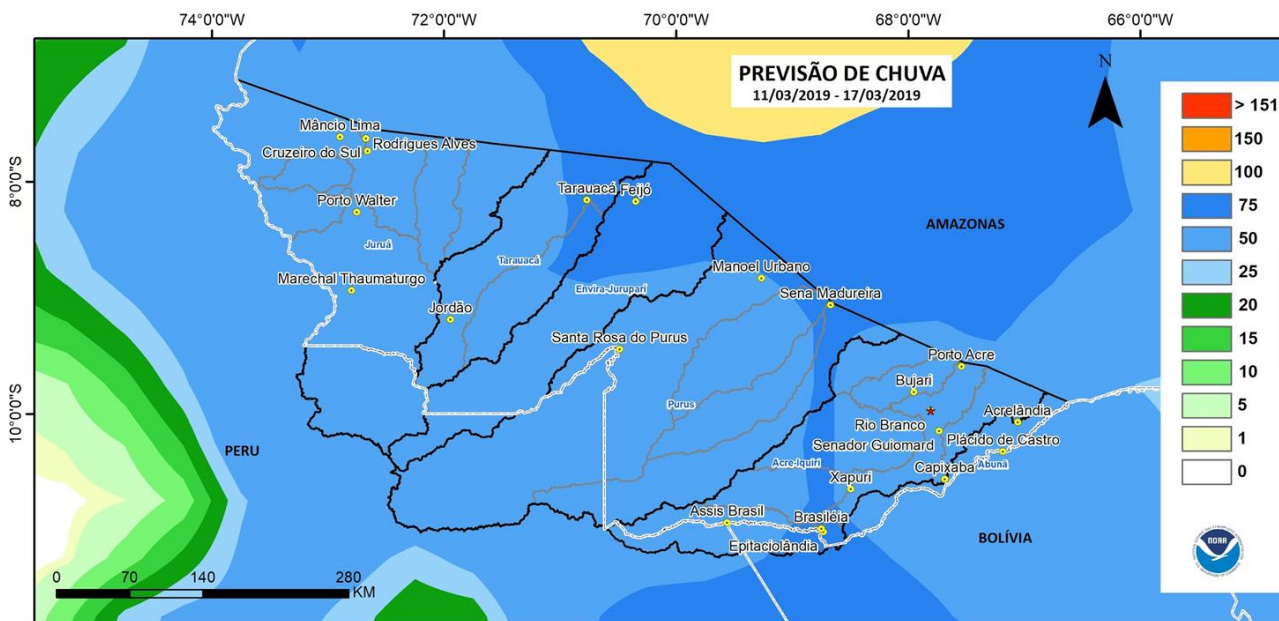 74°0'0"W 72°0'0"W 70°0'0"W 68°0'0"W 66°0'0"W
PREVISÃO DE CHUVA
11/03/2019 - 17/03/2019
N
> 151
150
100
75
50
25
20
15
10
5
1
0
8°0'0"S
10°0'0"S
Mâncio Lima
Rodrigues Alves
Cruzeiro do Sul
Porto Walter
Juruá
Marechal Thaumaturgo
Tarauacá
Feijó
Tarauacá
Jordão
Envira-Jurupari
AMAZONAS
Manoel Urbano
Sena Madureira
Santa Rosa do Purus
Purus
Porto Acre
Bujari
Acrelândia
Rio Branco
Senador Guiomard
Plácido de Castro
Abunã
Acre-Iquiri
Capixaba
Xapuri
PERU
Assis Brasil
Brasiléia
Epitaciolândia
BOLÍVIA
0 70 140 280
KM
NOAA